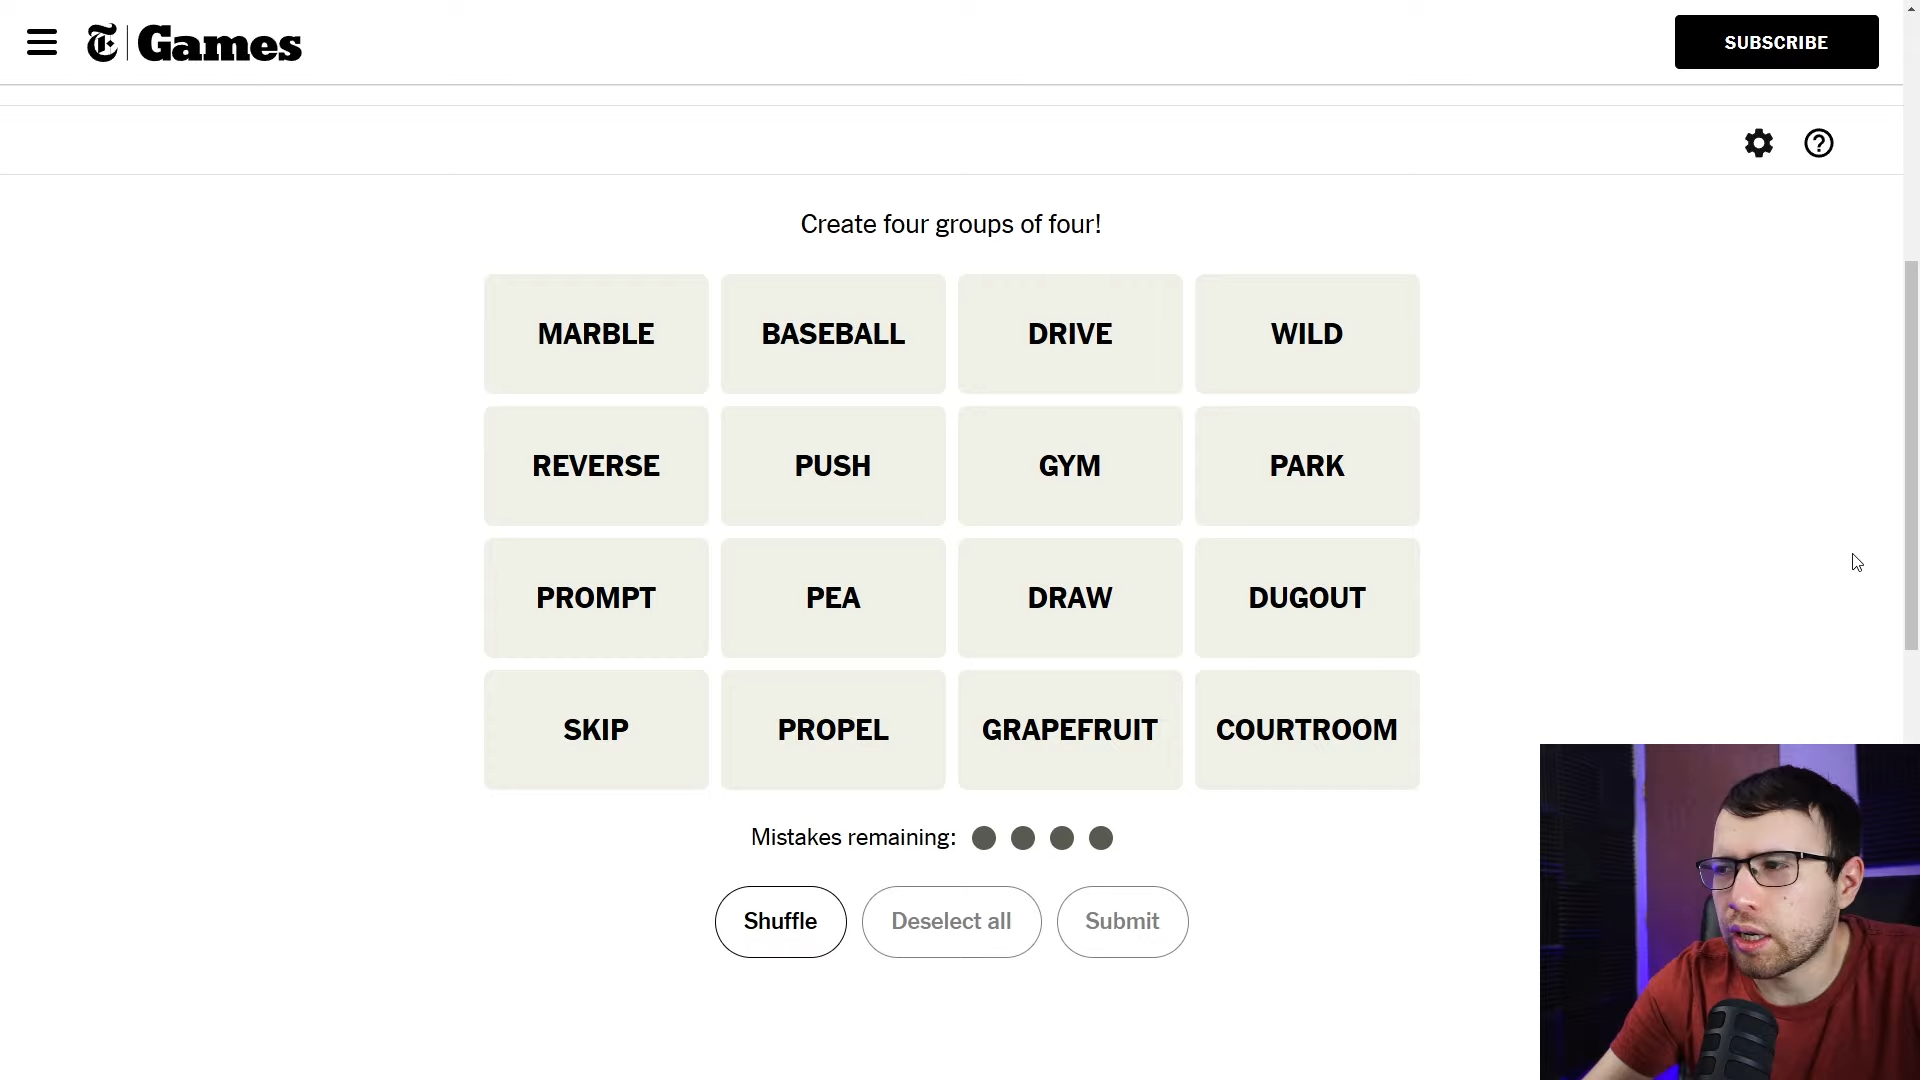 T Games
SUBSCRIBE
Create four groups of four!
MARBLE BASEBALL DRIVE WILD
REVERSE PUSH GYM PARK
PROMPT PEA DRAW DUGOUT
SKIP PROPEL GRAPEFRUIT COURTROOM
Mistakes remaining:
Shuffle Deselect all Submit